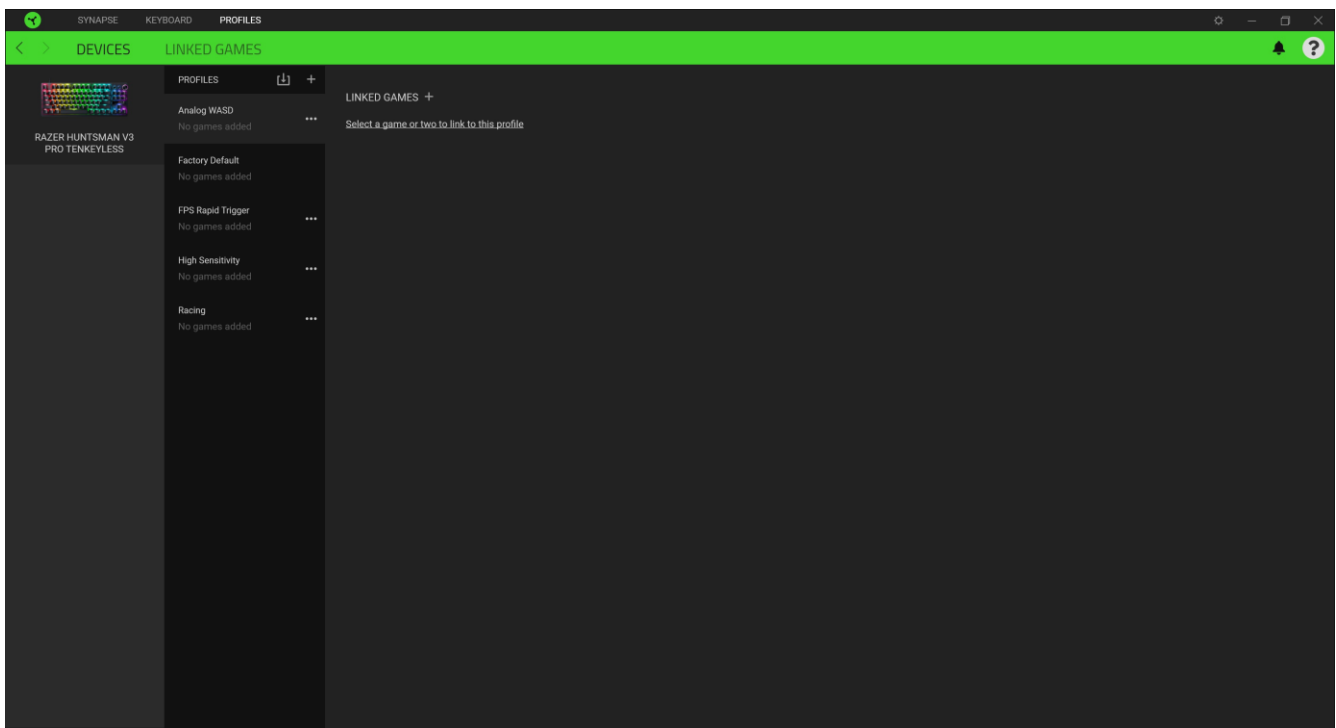 SYNAPSE KEYBOARD PROFILES
DEVICES LINKED GAMES
?
RAZER HUNTSMAN V3
PRO TENKEYLESS
PROFILES
Analog WASD
No games added
Factory Default
No games added
FPS Rapid Trigger
No games added
High Sensitivity
No games added
Racing
No games added
LINKED GAMES +
Select a game or two to link to this profile